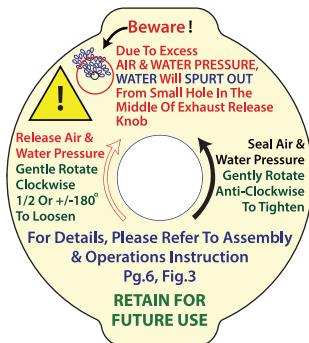 Beware !
Due To Excess
AIR & WATER PRESSURE,
WATER Will SPURT OUT
From Small Hole In The
Middle Of Exhaust Release
Knob
!
Release Air &
Water Pressure
Gentle Rotate
Clockwise
1/2 Or +/-180°
To Loosen
Seal Air &
Water Pressure
Gently Rotate
Anti-Clockwise
To Tighten
For Details, Please Refer To Assembly
& Operations Instruction
Pg.6, Fig.3
RETAIN FOR
FUTURE USE